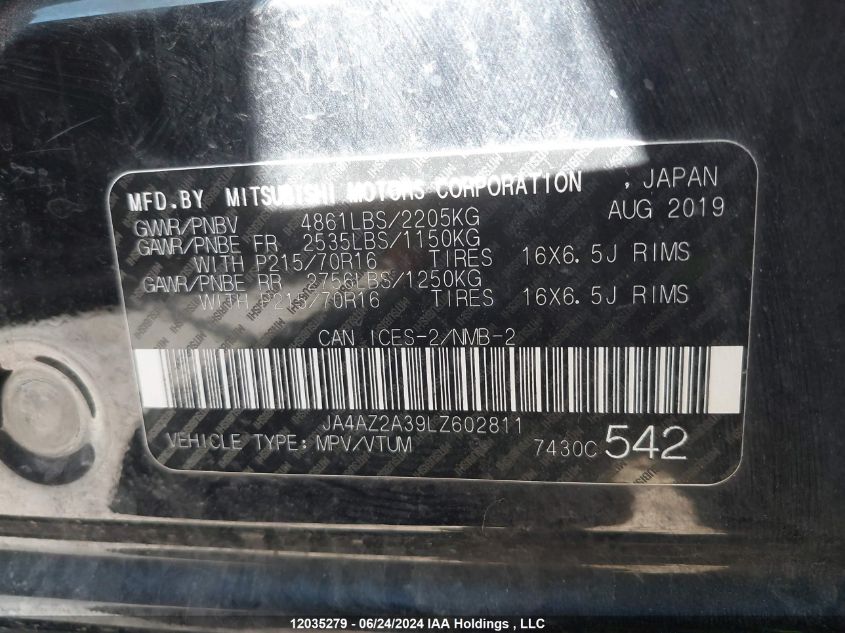 MFD.BY MITSUBISHI MOTORS CORPORATION , JAPAN
GVWR/PNBV 4861LBS/2205KG AUG 2019
GAWR/PNBE FR 2535LBS/1150KG
WITH P215/70R16 TIRES 16X6.5J RIMS
GAWR/PNBE RR 2756LBS/1250KG
WITH P215/70R16 TIRES 16X6.5J RIMS
CAN ICES-2/NMB-2
JA4AZ2A39LZ602811
VEHICLE TYPE: MPV/VTUM 7430C 542
12035279 - 06/24/2024 IAA Holdings , LLC